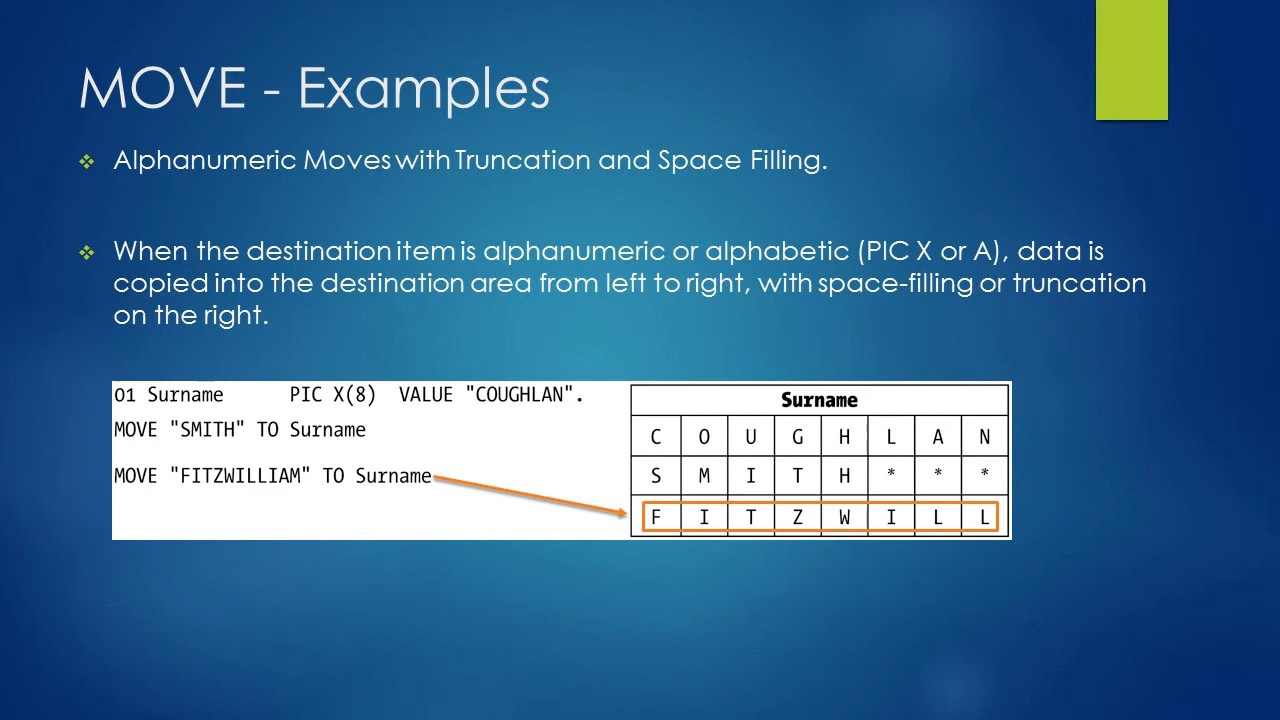 MOVE - Examples
Alphanumeric Moves with Truncation and Space Filling.
When the destination item is alphanumeric or alphabetic (PIC X or A), data is
copied into the destination area from left to right, with space-filling or truncation
on the right.
01 Surname PIC X(8) VALUE "COUGHLAN".
MOVE "SMITH" TO Surname
MOVE "FITZWILLIAM" TO Surname
Surname
C O U G H L A N
S M I T H * * *
F I T Z W I L L